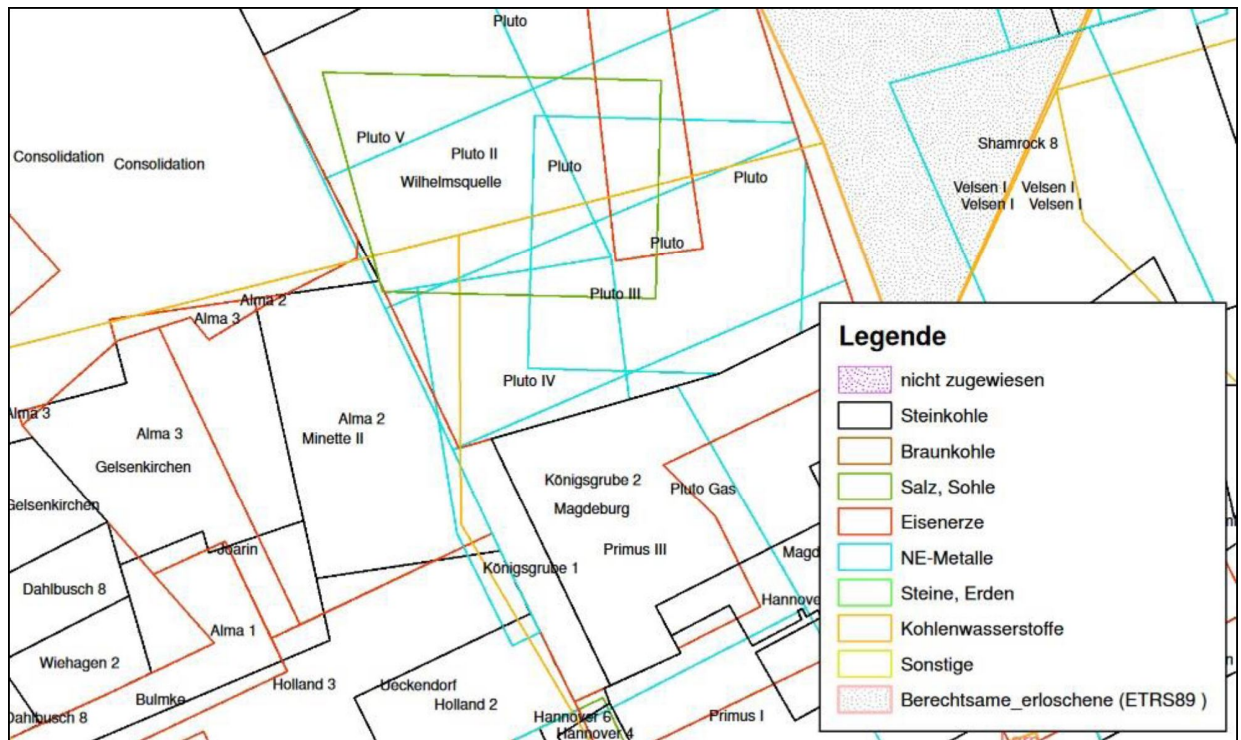 Pluto
Pluto V
Pluto II
Consolidation
Consolidation
Pluto
Wilhelmsquelle
Pluto
Shamrock 8
Velsen I Velsen I
Velsen I Velsen I
Pluto
Pluto III
Alma 2
Alma 3
Pluto IV
Alma 3
Alma 2
Alma 3
Minette II
Gelsenkirchen
Königsgrube 2
Pluto Gas
Gelsenkirchen
Magdeburg
Primus III
Magd
Königsgrube 1
Dahlbusch 8
Hannove
Alma 1
Wiehagen 2
Holland 3
Ueckendorf
Bulmke
Holland 2
Dahlbusch 8
Hannover 6
Primus I
Hannover 4
Legende
nicht zugewiesen
Steinkohle
Braunkohle
Salz, Sohle
Eisenerze
NE-Metalle
Steine, Erden
Kohlenwasserstoffe
Sonstige
Berechtsame_erloschene (ETRS89 )